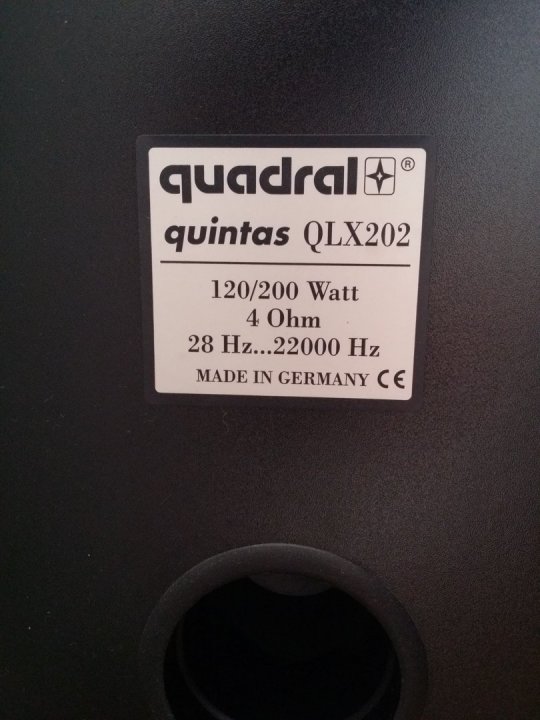 quadral ®
quintas QLX202
120/200 Watt
4 Ohm
28 Hz...22000 Hz
MADE IN GERMANY CE